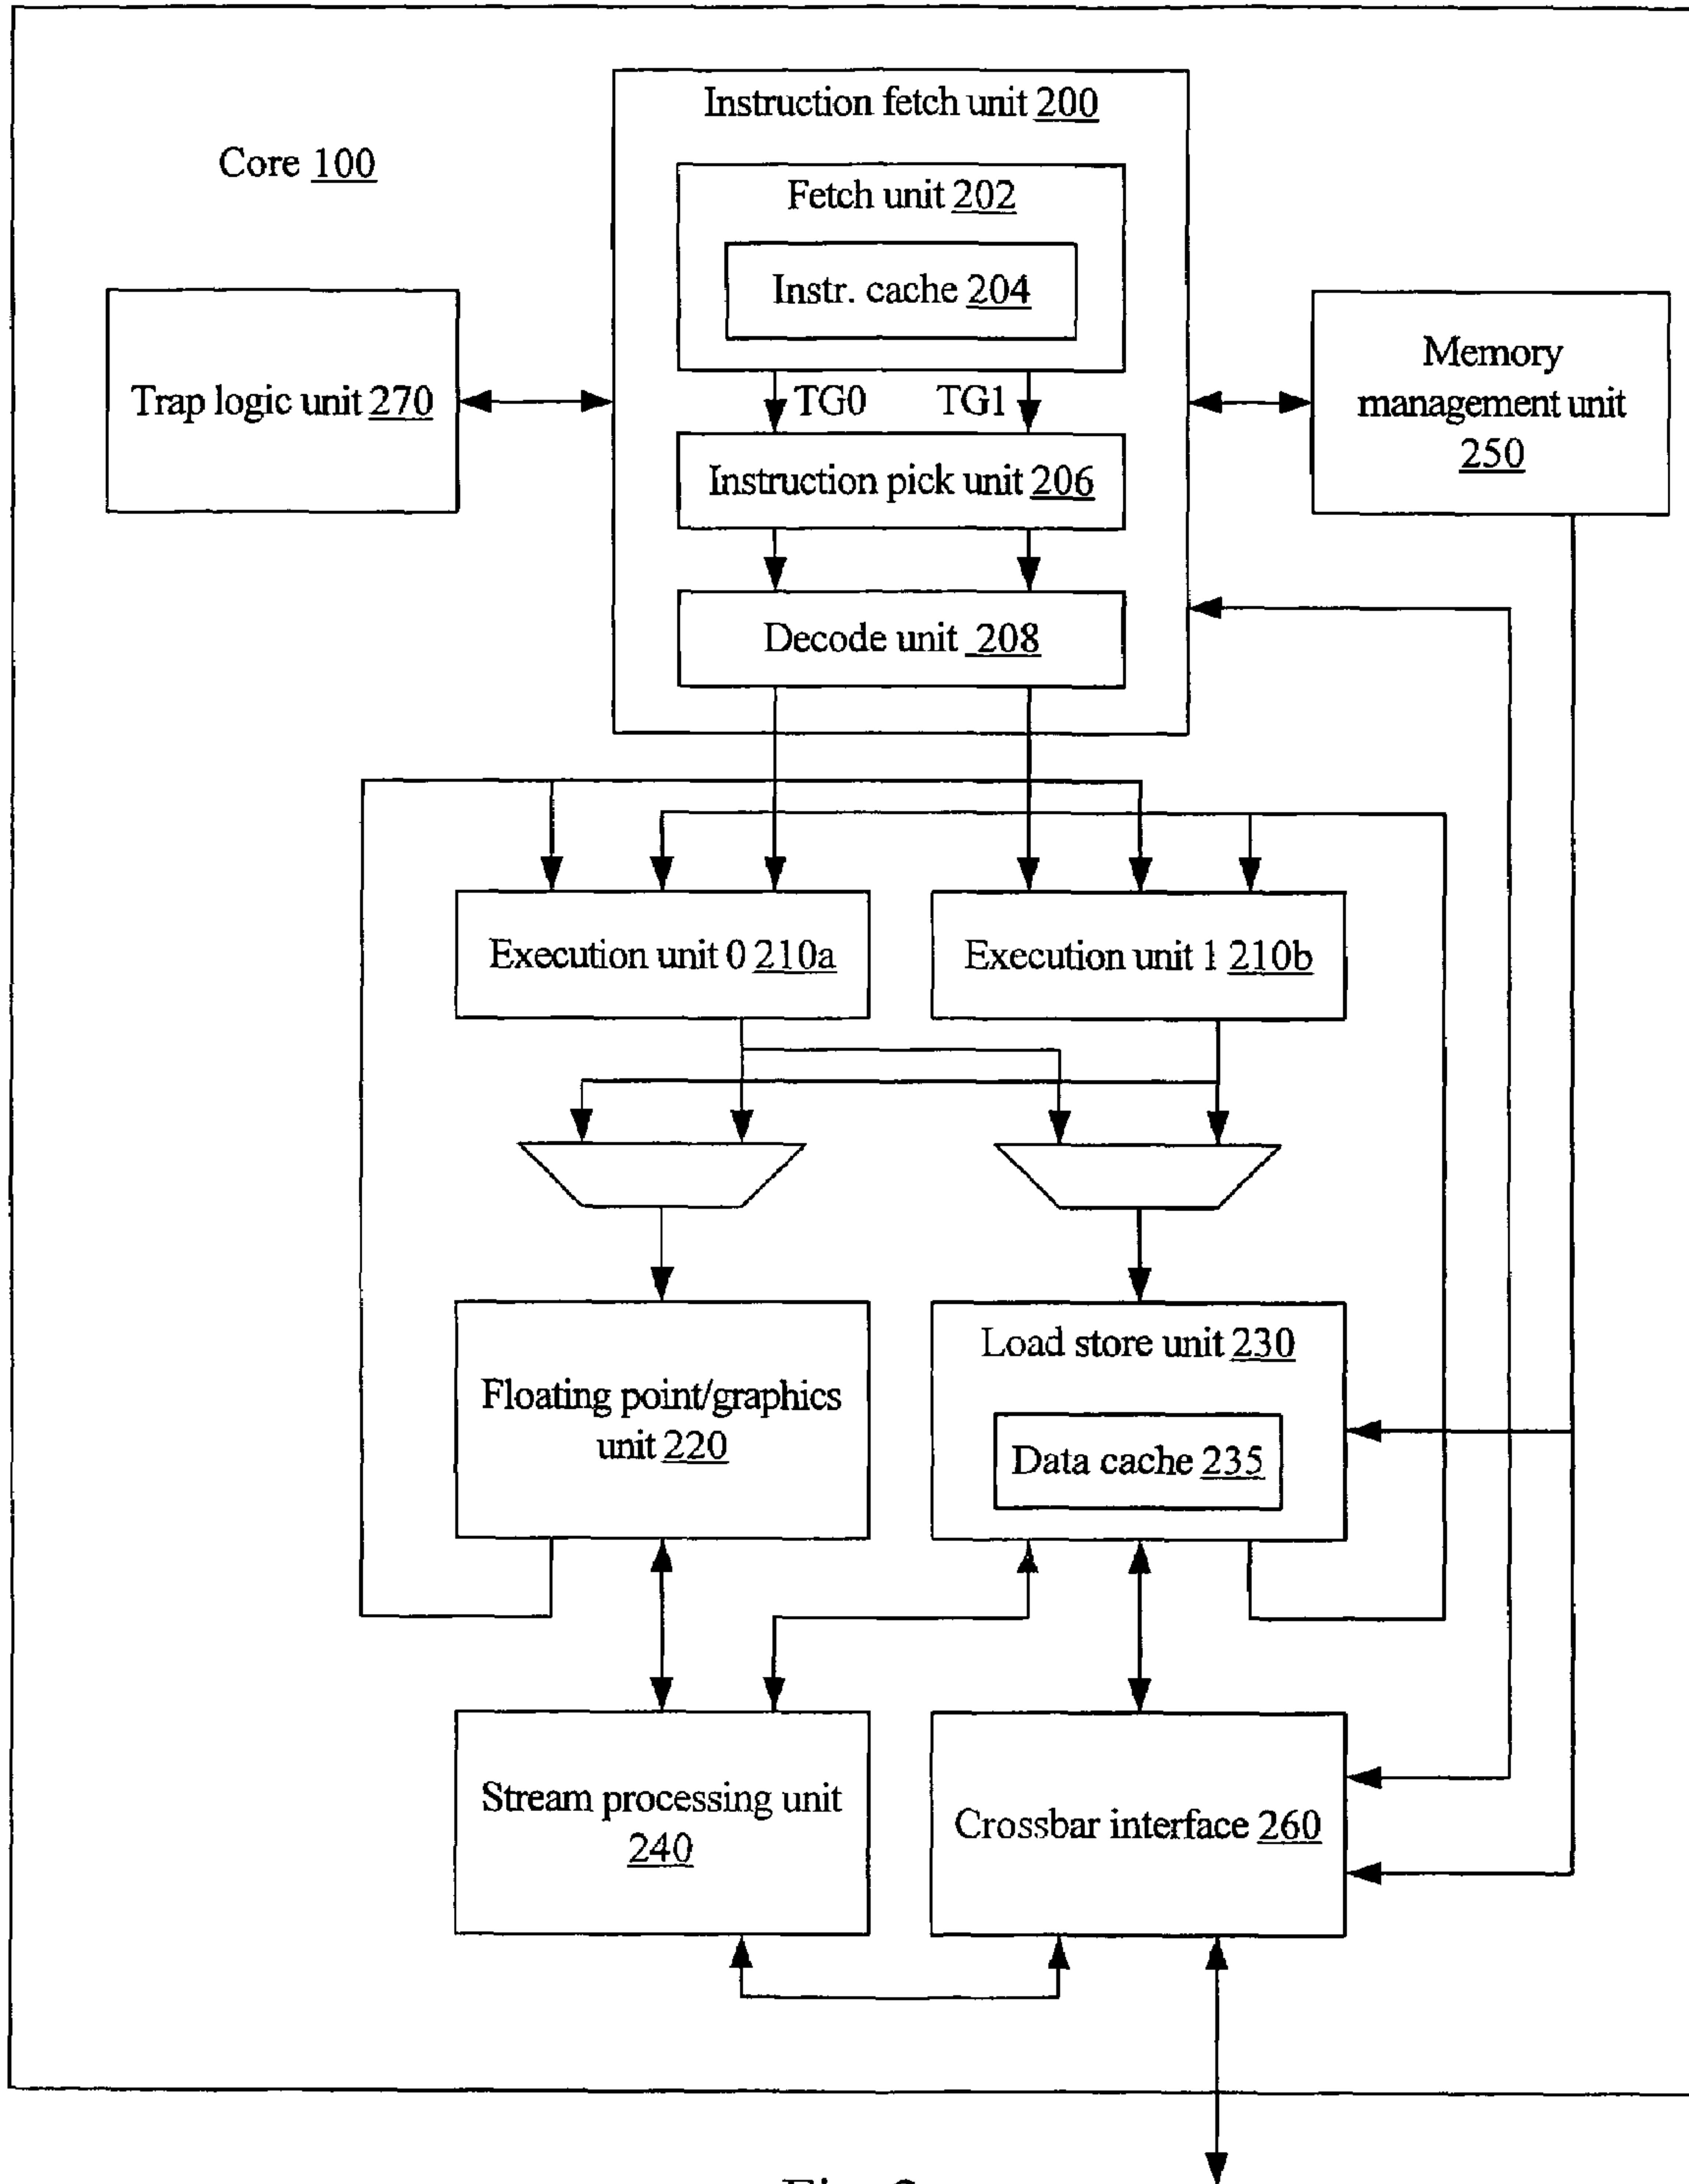 Instruction fetch unit 200
Core 100
Fetch unit 202
Instr. cache 204
Trap logic unit 270
Memory
management unit
250
TG0
TG1
Instruction pick unit 206
Decode unit 208
Execution unit 0 210a
Execution unit 1 210b
Floating point/graphics
unit 220
Load store unit 230
Data cache 235
Stream processing unit
240
Crossbar interface 260